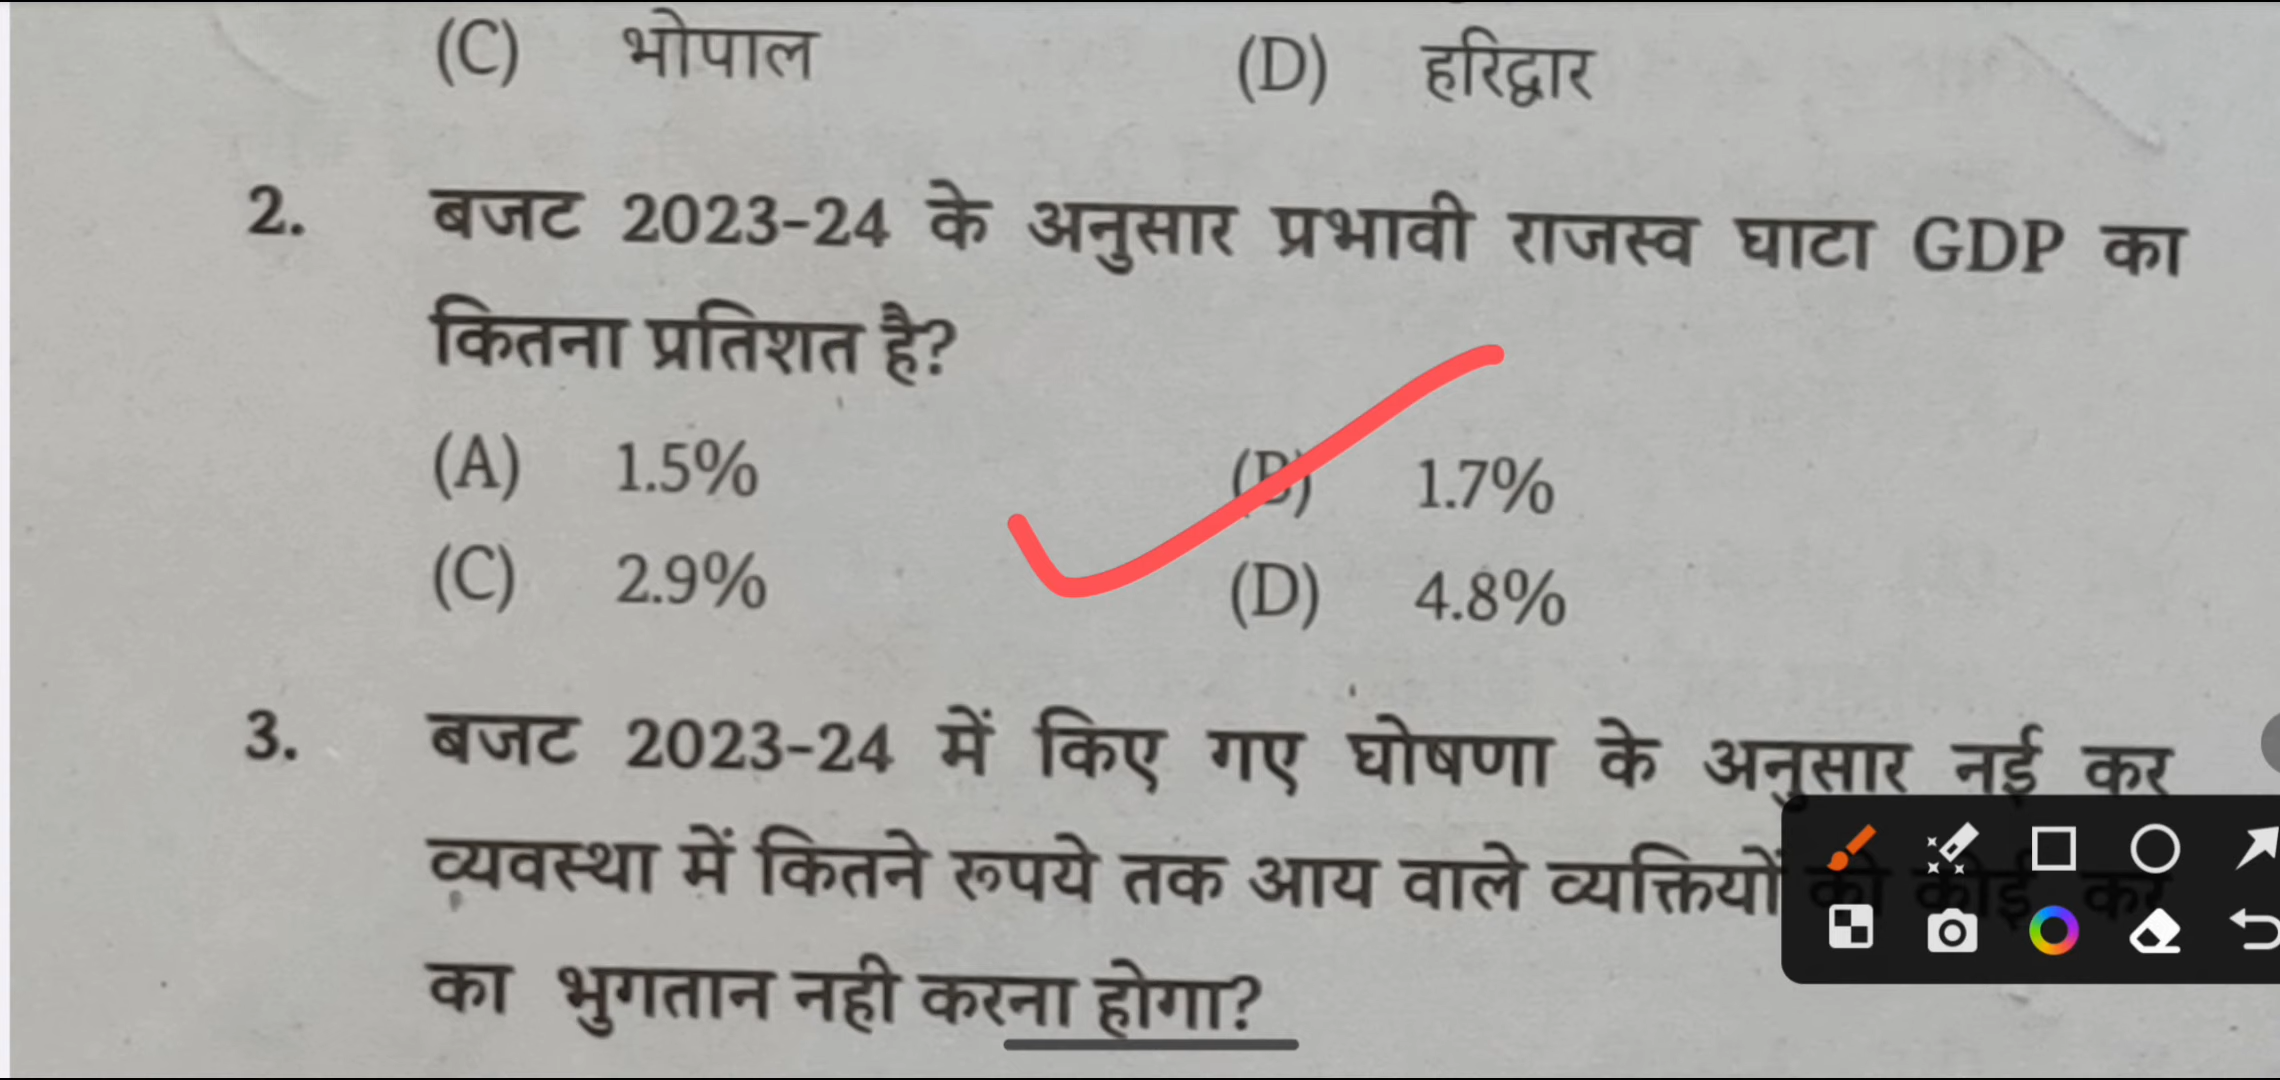 (C) भोपाल (D) हरिद्वार
2. बजट 2023-24 के अनुसार प्रभावी राजस्व घाटा GDP का
कितना प्रतिशत है?
(A) 1.5% (B) 1.7%
(C) 2.9% (D) 4.8%
3. बजट 2023-24 में किए गए घोषणा के अनुसार नई कर
व्यवस्था में कितने रूपये तक आय वाले व्यक्तियों को कोई कर
का भुगतान नही करना होगा?